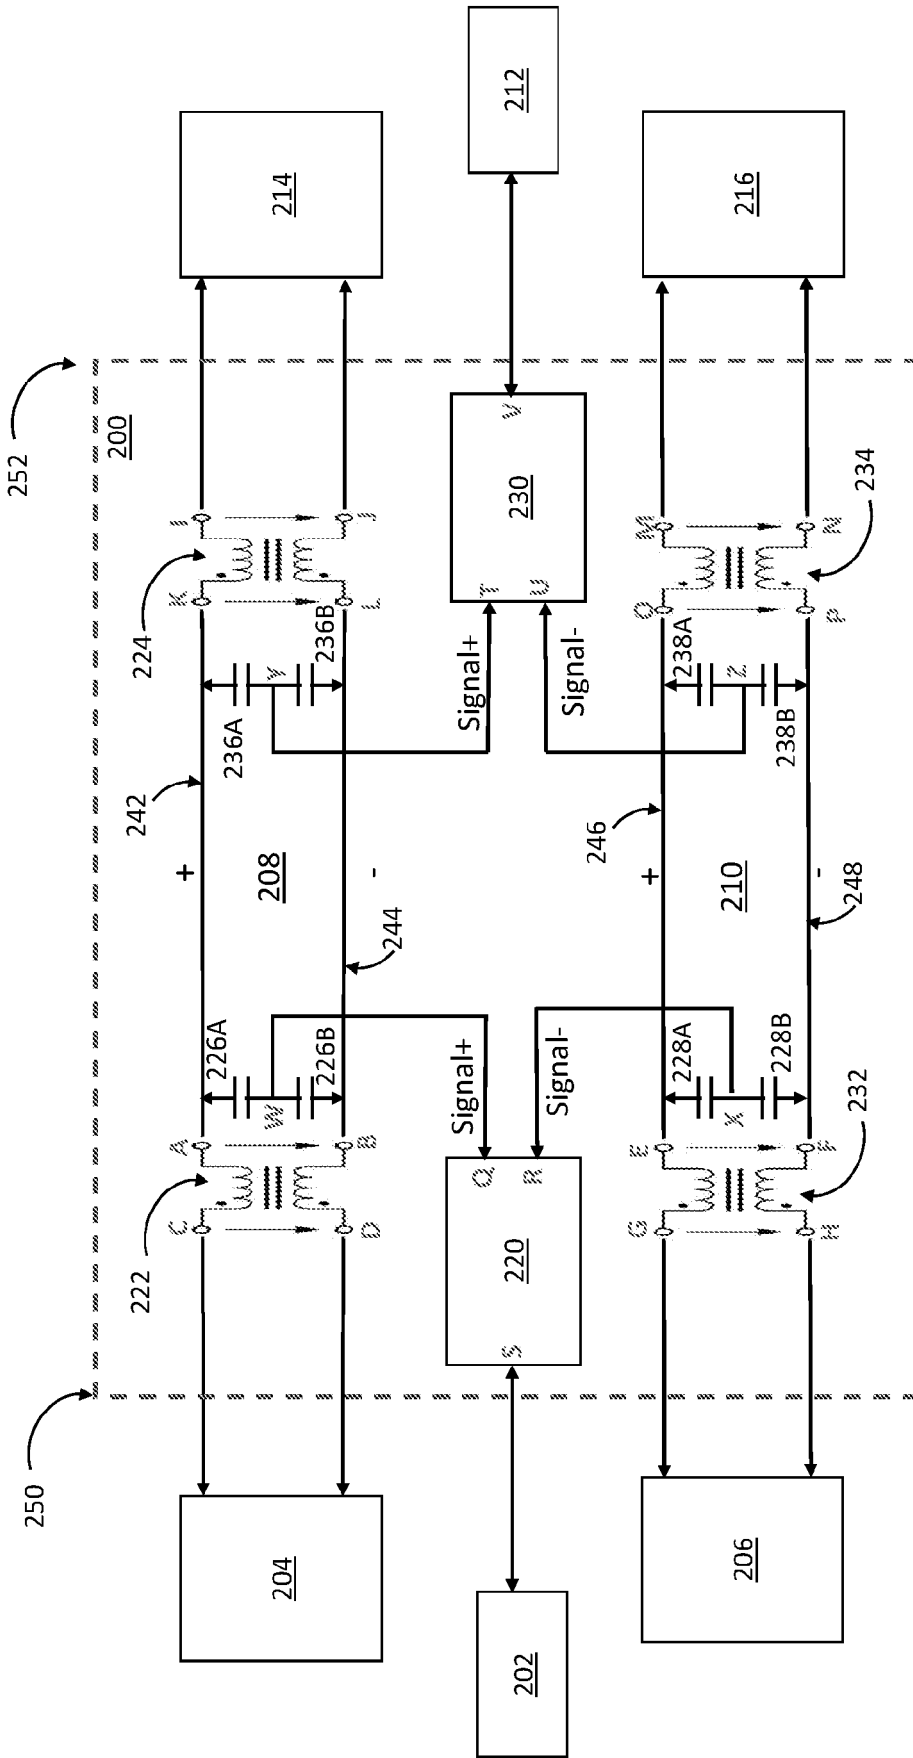 250
252
200
204
C
D
222
A
B
226A
W
226B
244
+
208
-
242
236A
Y
236B
224
K
L
I
J
214
202
S
220
Q
R
Signal+
Signal-
Signal+
Signal-
T
U
230
V
212
206
G
H
E
F
232
228A
X
228B
+
210
-
248
246
238A
Z
238B
O
P
M
N
234
216